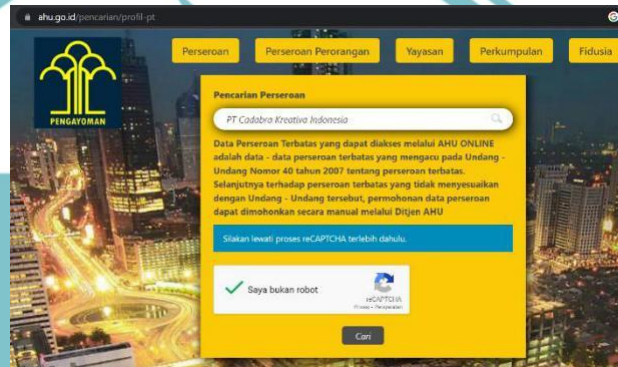 ahu.go.id/pencarian/profil-pt
Perseroan Perseroan Perorangan Yayasan Perkumpulan Fidusia
PENGAYOMAN
Pencarian Perseroan
PT Cadabra Kreativa Indonesia
Data Perseroan Terbatas yang dapat diakses melalui AHU ONLINE
adalah data - data perseroan terbatas yang mengacu pada Undang -
Undang Nomor 40 tahun 2007 tentang perseroan terbatas.
Selanjutnya terhadap perseroan terbatas yang tidak menyesuaikan
dengan Undang - Undang tersebut, permohonan data perseroan
dapat dimohonkan secara manual melalui Ditjen AHU
Silakan lewati proses reCAPTCHA terlebih dahulu.
Saya bukan robot
reCAPTCHA
Privasi - Persyaratan
Cari